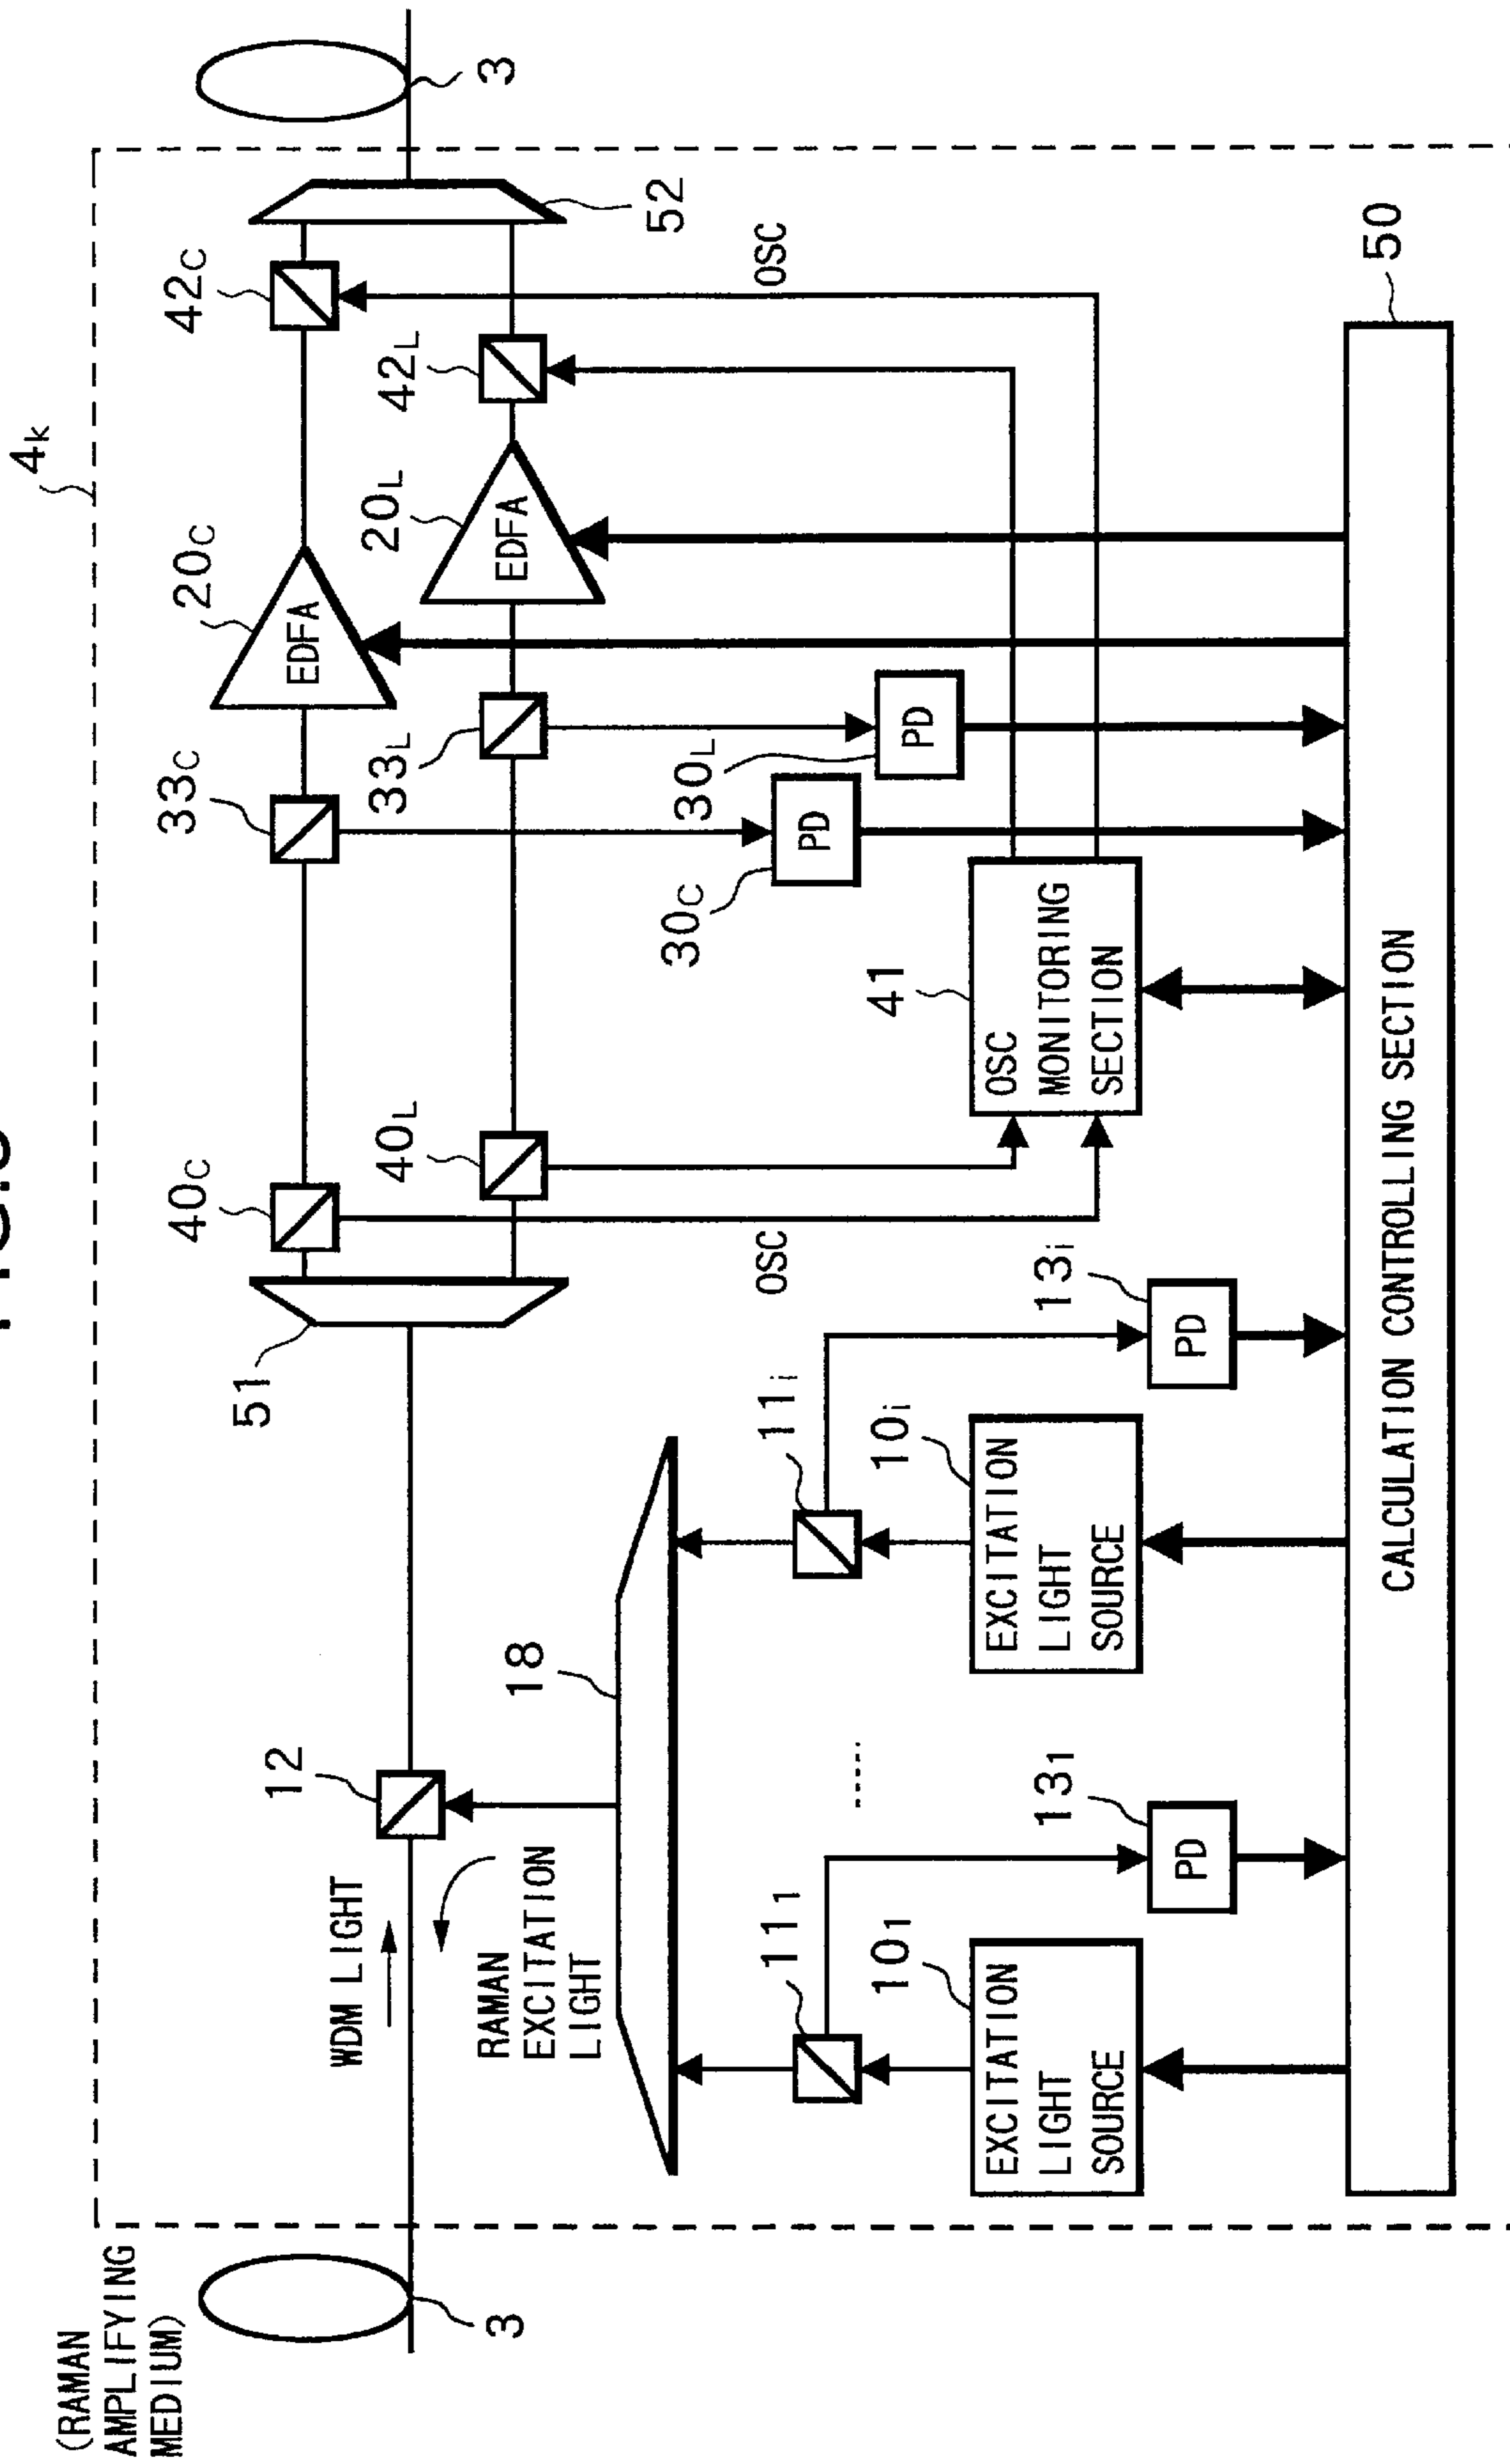 (RAMAN
AMPLIFYING
MEDIUM)
3
4k
WDM LIGHT
12
RAMAN
EXCITATION
LIGHT
18
51
40C
40L
33C
33L
20C
EDFA
20L
EDFA
42C
42L
52
3
OSC
OSC
30C
PD
30L
PD
41
OSC
MONITORING
SECTION
111
101
EXCITATION
LIGHT
SOURCE
131
PD
11i
10i
EXCITATION
LIGHT
SOURCE
13i
PD
50
CALCULATION CONTROLLING SECTION